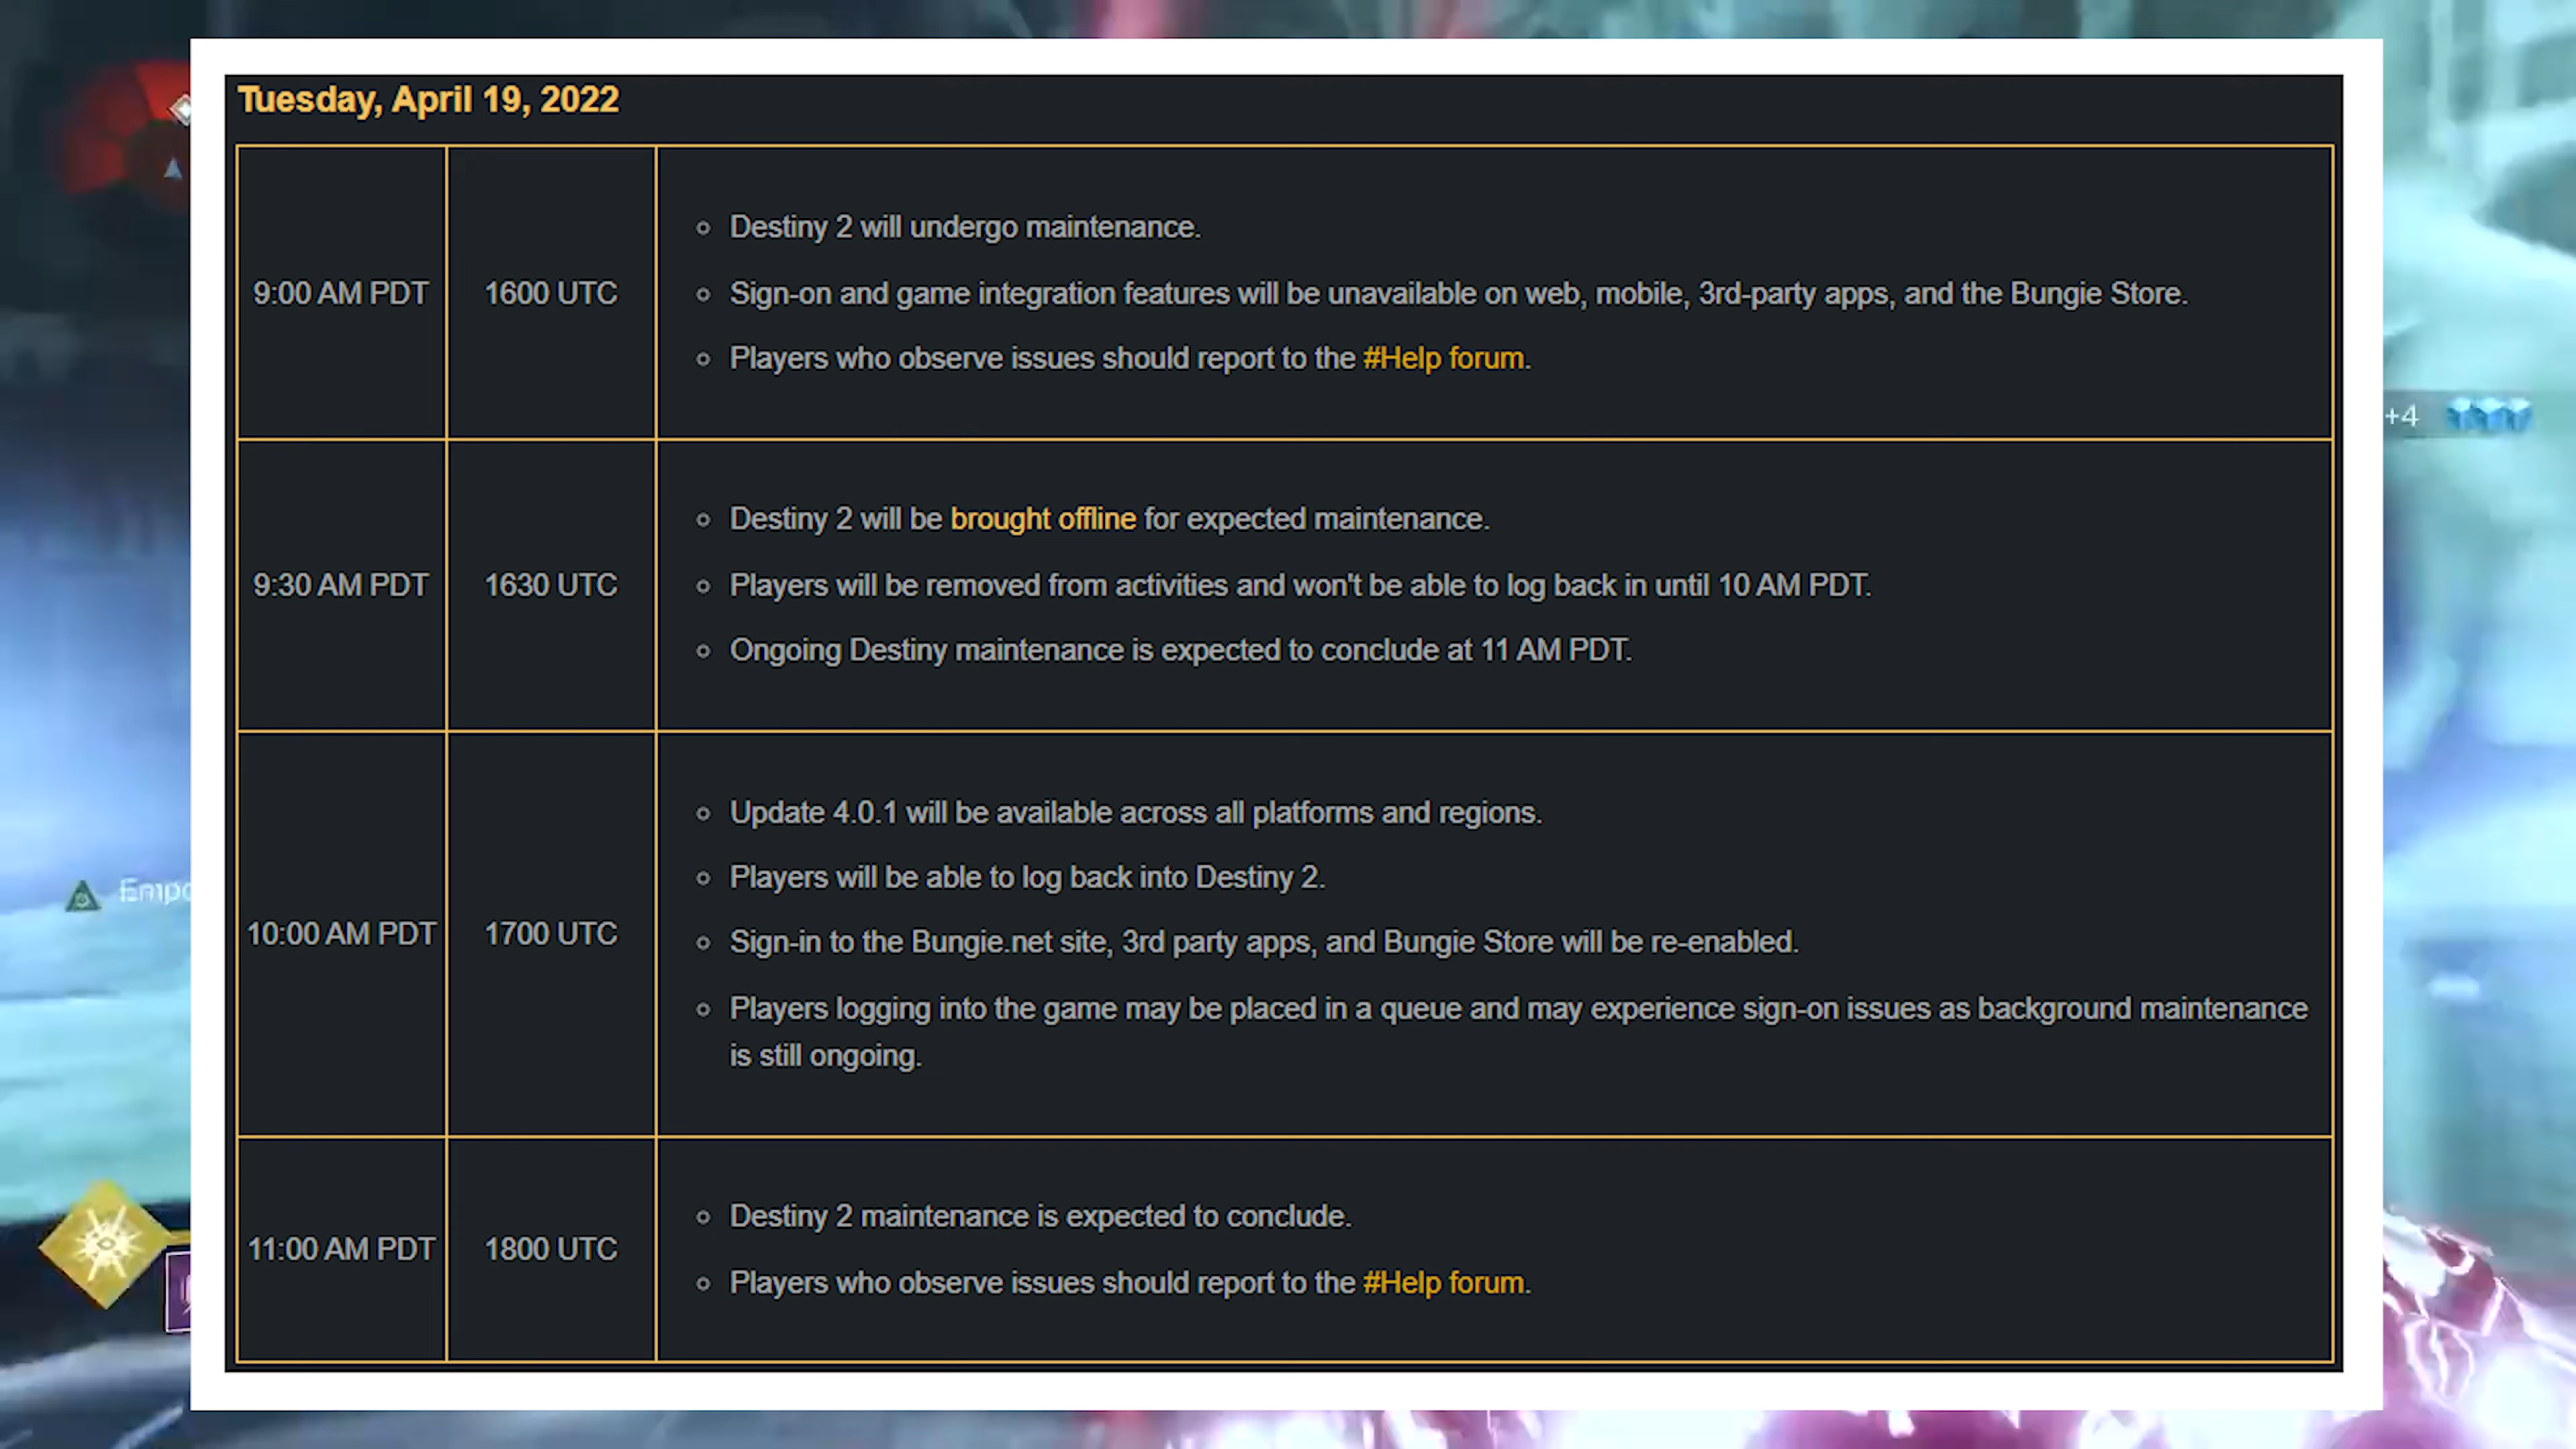 Tuesday, April 19, 2022
9:00 AM PDT
1600 UTC
Destiny 2 will undergo maintenance.
Sign-on and game integration features will be unavailable on web, mobile, 3rd-party apps, and the Bungie Store.
Players who observe issues should report to the #Help forum.
9:30 AM PDT
1630 UTC
Destiny 2 will be brought offline for expected maintenance.
Players will be removed from activities and won't be able to log back in until 10 AM PDT.
Ongoing Destiny maintenance is expected to conclude at 11 AM PDT.
10:00 AM PDT
1700 UTC
Update 4.0.1 will be available across all platforms and regions.
Players will be able to log back into Destiny 2.
Sign-in to the Bungie.net site, 3rd party apps, and Bungie Store will be re-enabled.
Players logging into the game may be placed in a queue and may experience sign-on issues as background maintenance
is still ongoing.
11:00 AM PDT
1800 UTC
Destiny 2 maintenance is expected to conclude.
Players who observe issues should report to the #Help forum.
+4
Empo